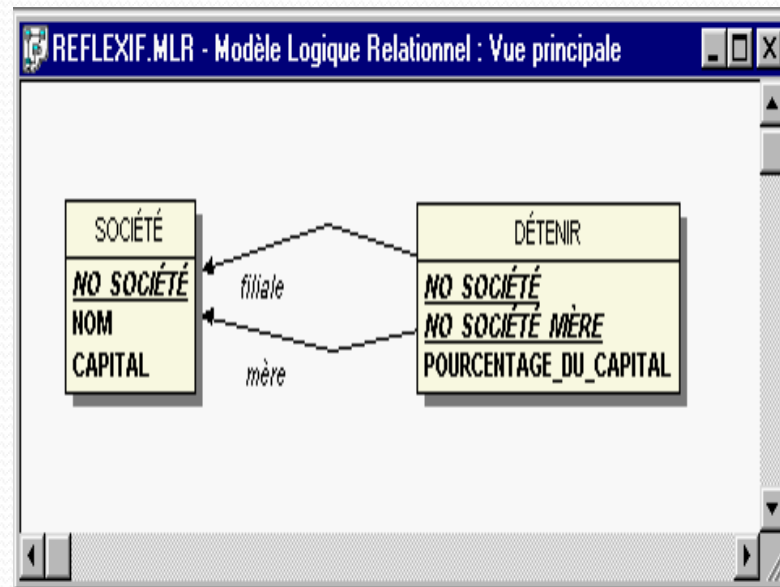 REFLEXIF.MLR - Modèle Logique Relationnel : Vue principale
SOCIÉTÉ
NO SOCIÉTÉ
NOM
CAPITAL
filiale
mère
DÉTENIR
NO SOCIÉTÉ
NO SOCIÉTÉ MÈRE
POURCENTAGE_DU_CAPITAL